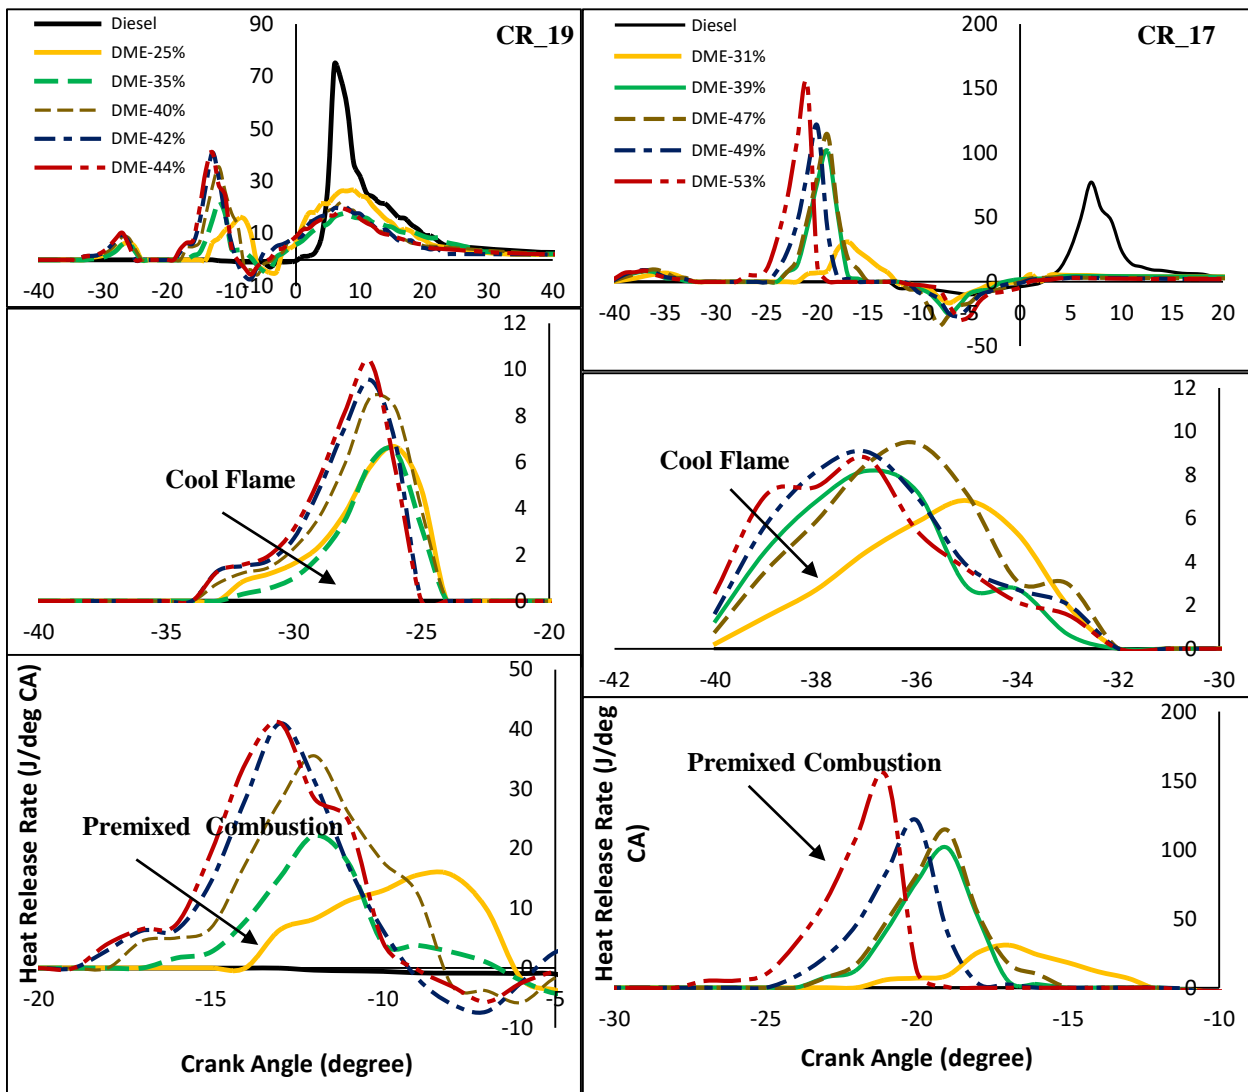 CR_19
Diesel
DME-25%
DME-35%
DME-40%
DME-42%
DME-44%
90
70
50
30
10
-10
-40 -30 -20 -10 0 10 20 30 40
12
10
8
6
4
2
0
Cool Flame
-40 -35 -30 -25 -20
50
40
30
20
10
0
-10
Premixed Combustion
Heat Release Rate (J/deg CA)
-20 -15 -10 -5
Crank Angle (degree)
CR_17
Diesel
DME-31%
DME-39%
DME-47%
DME-49%
DME-53%
200
150
100
50
0
-50
-40 -35 -30 -25 -20 -15 -10 -5 0 5 10 15 20
12
10
8
6
4
2
0
Cool Flame
-42 -40 -38 -36 -34 -32 -30
200
150
100
50
0
Premixed Combustion
Heat Release Rate (J/deg
CA)
-30 -25 -20 -15 -10
Crank Angle (degree)